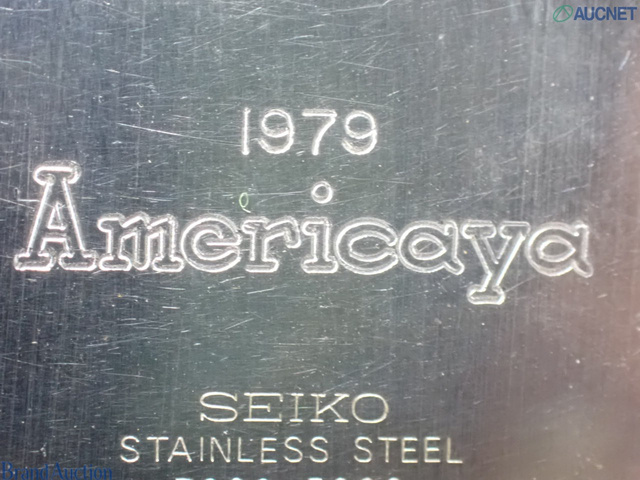 AUCNET
1979
Americaya
SEIKO
STAINLESS STEEL
Brand Auction